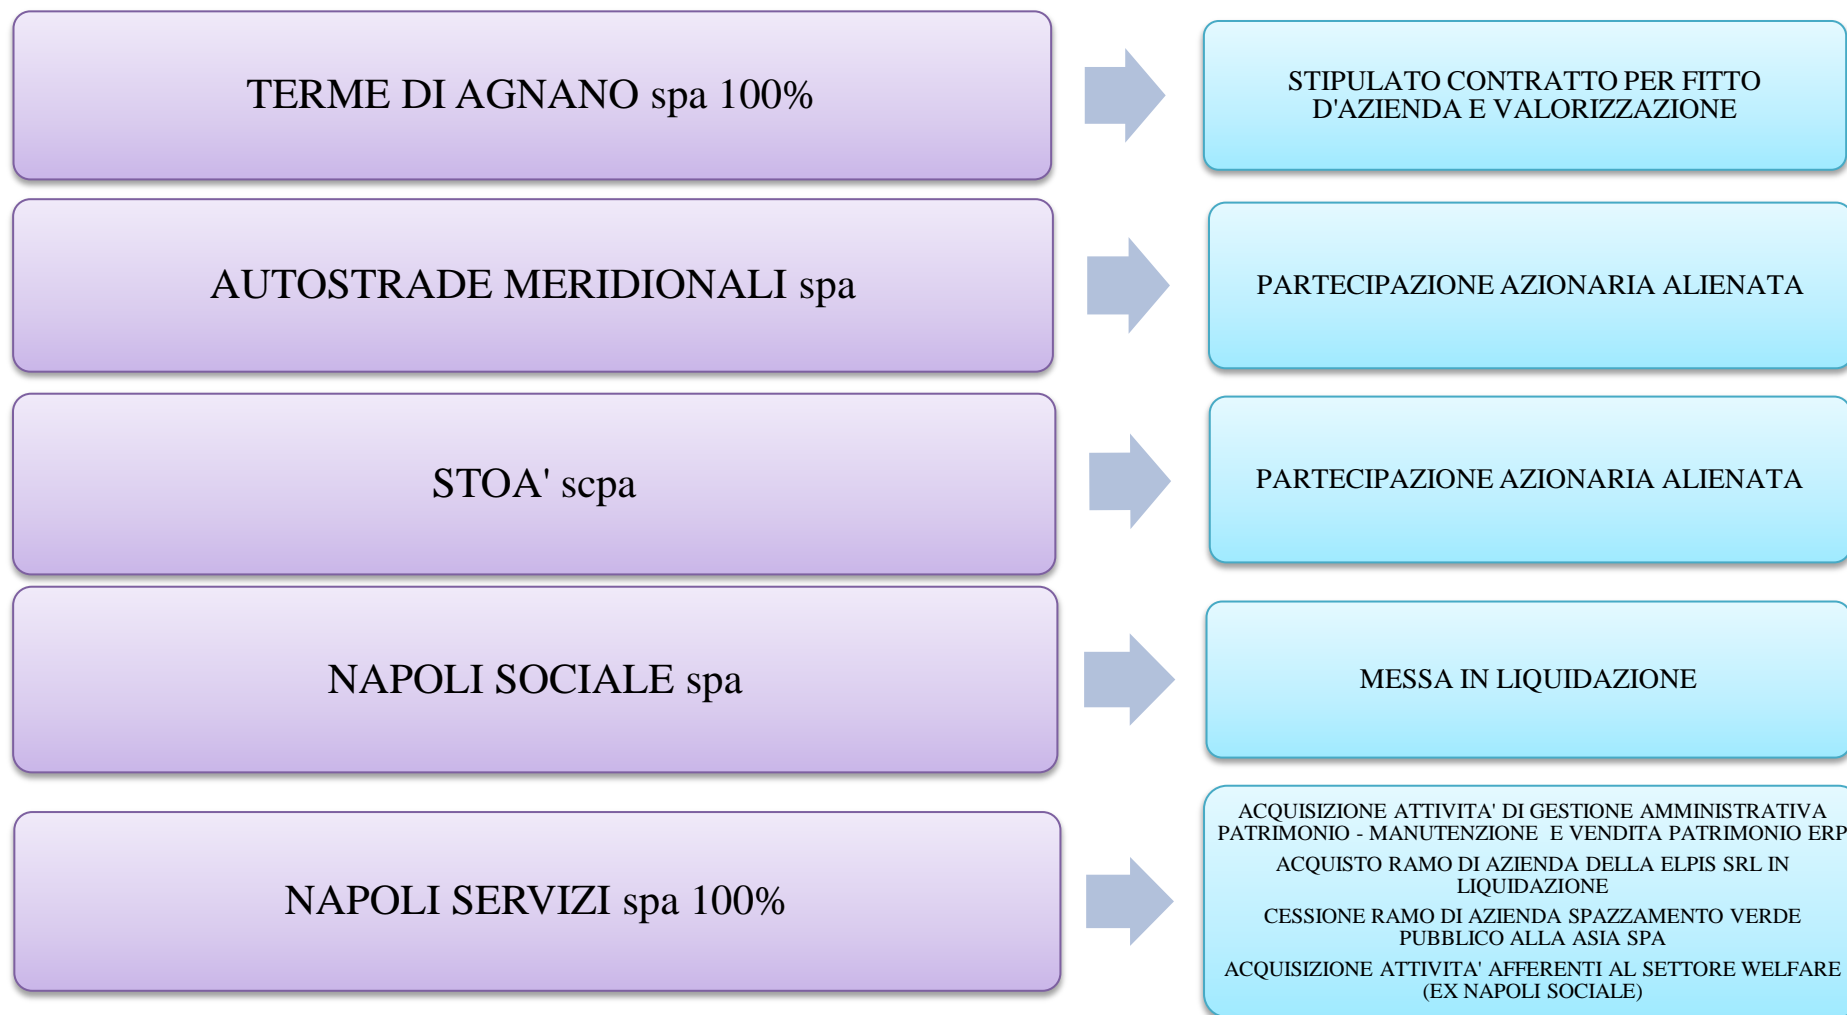 TERME DI AGNANO spa 100%
STIPULATO CONTRATTO PER FITTO
D'AZIENDA E VALORIZZAZIONE
AUTOSTRADE MERIDIONALI spa
PARTECIPAZIONE AZIONARIA ALIENATA
STOA' scpa
PARTECIPAZIONE AZIONARIA ALIENATA
NAPOLI SOCIALE spa
MESSA IN LIQUIDAZIONE
NAPOLI SERVIZI spa 100%
ACQUISIZIONE ATTIVITA' DI GESTIONE AMMINISTRATIVA
PATRIMONIO - MANUTENZIONE E VENDITA PATRIMONIO ERP
ACQUISTO RAMO DI AZIENDA DELLA ELPIS SRL IN
LIQUIDAZIONE
CESSIONE RAMO DI AZIENDA SPAZZAMENTO VERDE
PUBBLICO ALLA ASIA SPA
ACQUISIZIONE ATTIVITA' AFFERENTI AL SETTORE WELFARE
(EX NAPOLI SOCIALE)